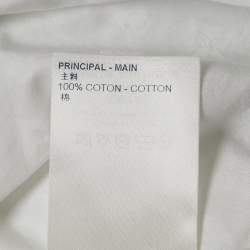 PRINCIPAL - MAIN
主料
100% COTON - COTTON
棉